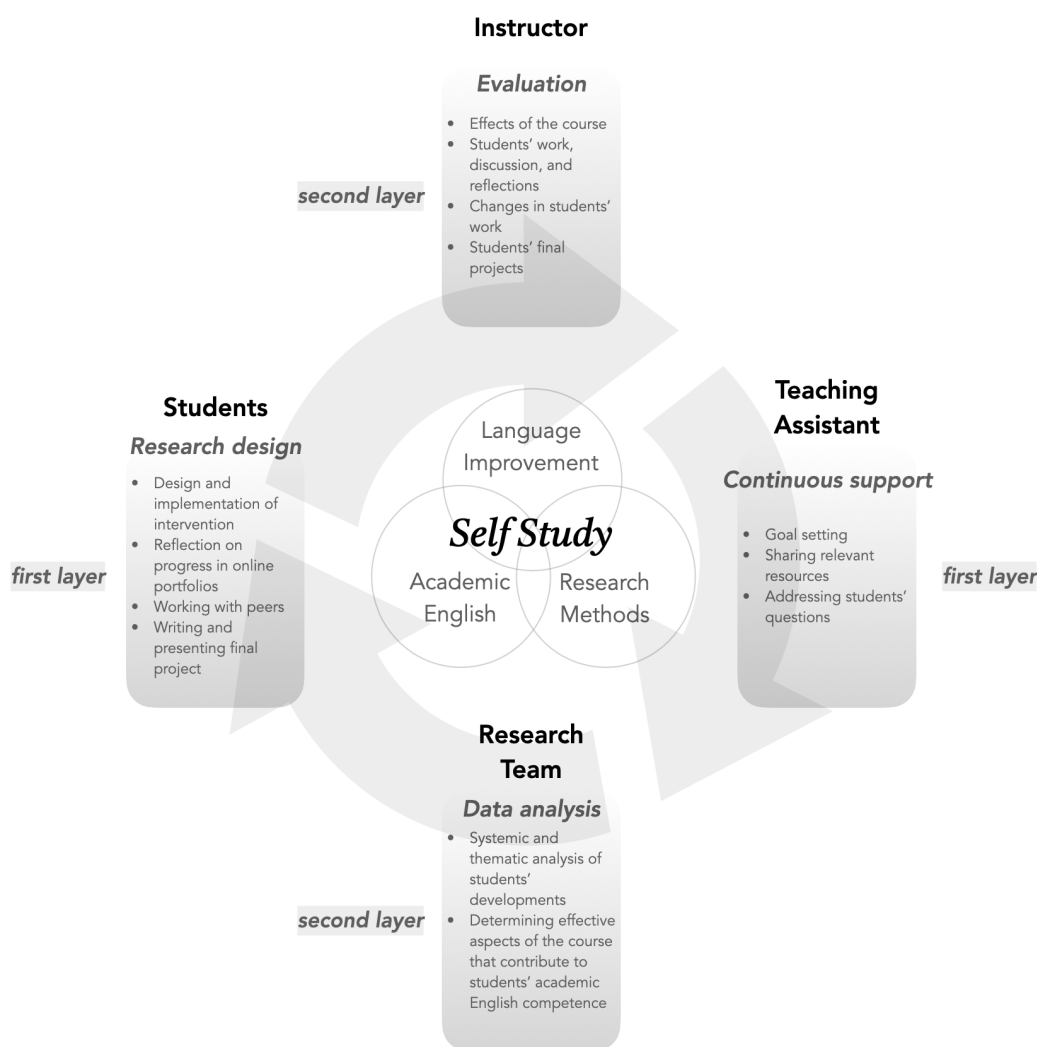 Instructor
Evaluation
• Effects of the course
• Students' work,
discussion, and
reflections
• Changes in students'
work
• Students' final
projects
second layer
Students
Research design
• Design and
implementation of
intervention
• Reflection on
progress in online
portfolios
• Working with peers
• Writing and
presenting final
project
first layer
Language
Improvement
Self Study
Academic
English
Research
Methods
Teaching
Assistant
Continuous support
• Goal setting
• Sharing relevant
resources
• Addressing students'
questions
first layer
Research
Team
Data analysis
• Systemic and
thematic analysis of
students'
developments
• Determining effective
aspects of the course
that contribute to
students' academic
English competence
second layer